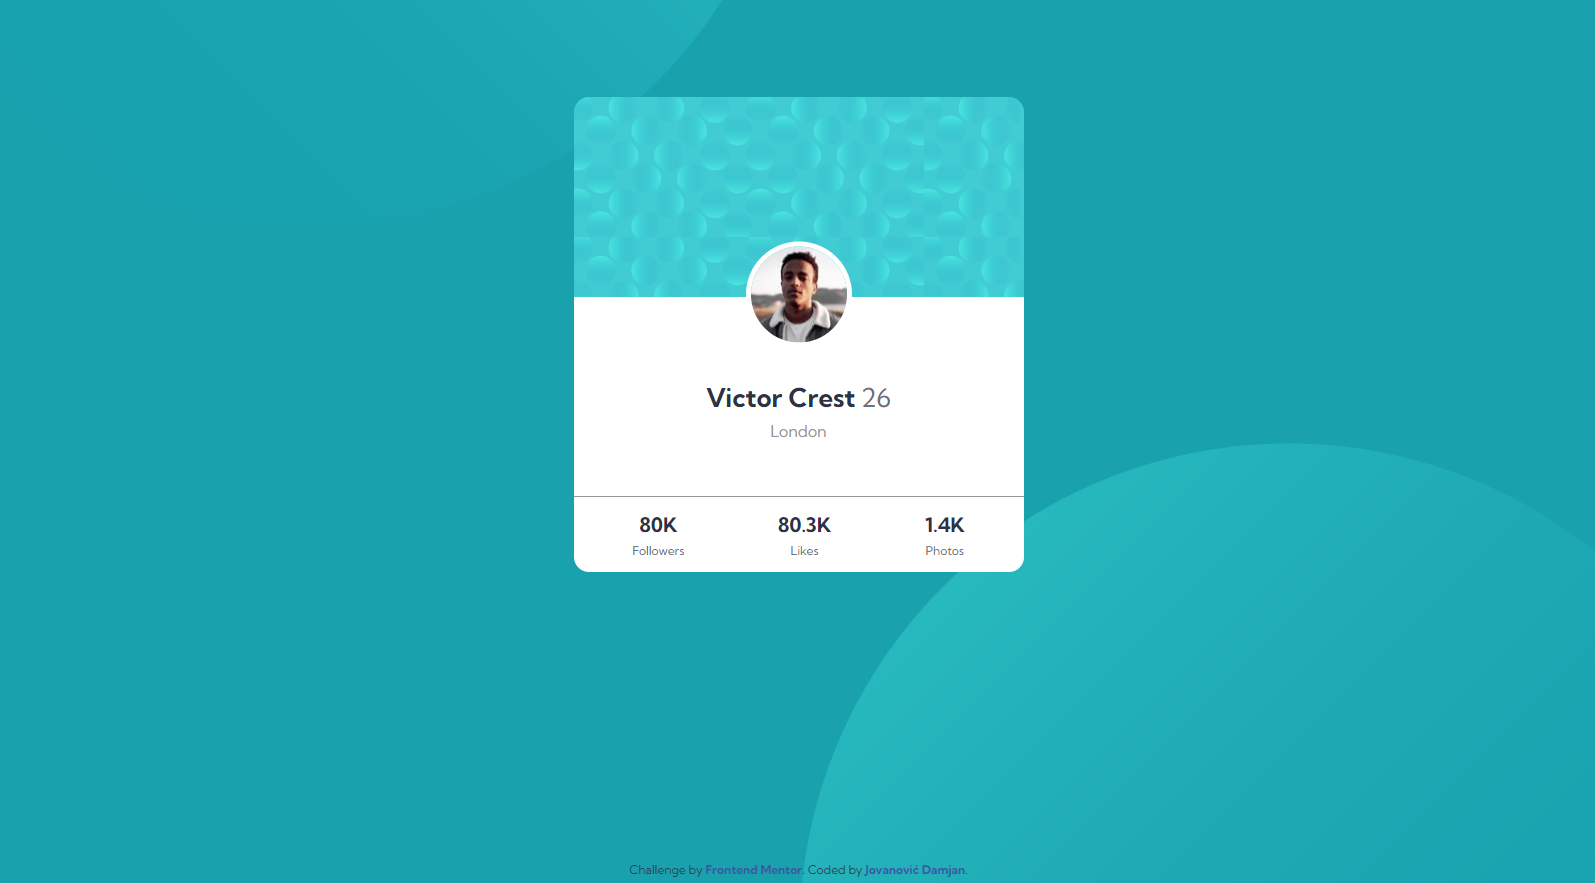 Victor Crest 26
London
80K 80.3K 1.4K
Followers Likes Photos
Challenge by Frontend Mentor. Coded by Jovanović Damjan.